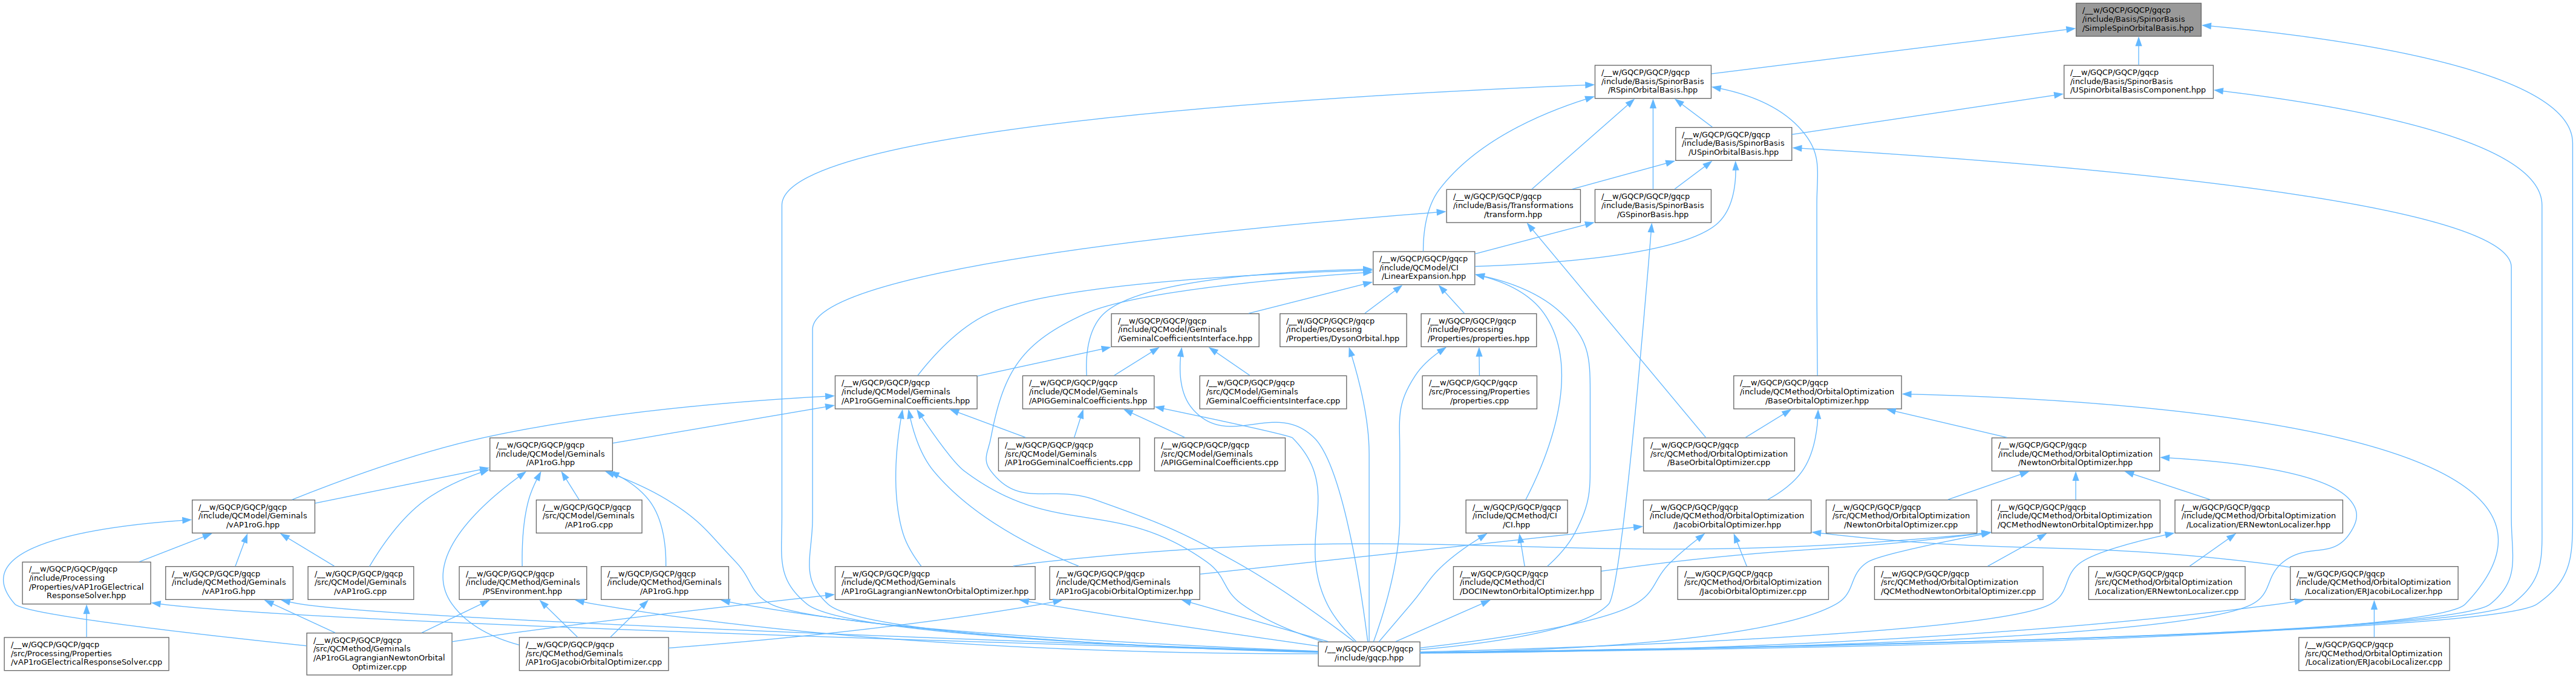 /__w/GQCP/GQCP/gqcp
/include/Basis/SpinorBasis
/SimpleSpinOrbitalBasis.hpp
/__w/GQCP/GQCP/gqcp
/include/Basis/SpinorBasis
/RSpinOrbitalBasis.hpp
/__w/GQCP/GQCP/gqcp
/include/Basis/SpinorBasis
/USpinOrbitalBasisComponent.hpp
/__w/GQCP/GQCP/gqcp
/include/Basis/SpinorBasis
/USpinOrbitalBasis.hpp
/__w/GQCP/GQCP/gqcp
/include/Basis/Transformations
/transform.hpp
/__w/GQCP/GQCP/gqcp
/include/Basis/SpinorBasis
/GSpinorBasis.hpp
/__w/GQCP/GQCP/gqcp
/include/QCModel/CI
/LinearExpansion.hpp
/__w/GQCP/GQCP/gqcp
/include/QCModel/Geminals
/GeminalCoefficientsInterface.hpp
/__w/GQCP/GQCP/gqcp
/include/Processing
/Properties/DysonOrbital.hpp
/__w/GQCP/GQCP/gqcp
/include/Processing
/Properties/properties.hpp
/__w/GQCP/GQCP/gqcp
/include/QCModel/Geminals
/AP1roGGeminalCoefficients.hpp
/__w/GQCP/GQCP/gqcp
/include/QCModel/Geminals
/APIGGeminalCoefficients.hpp
/__w/GQCP/GQCP/gqcp
/src/QCModel/Geminals
/GeminalCoefficientsInterface.cpp
/__w/GQCP/GQCP/gqcp
/src/Processing/Properties
/properties.cpp
/__w/GQCP/GQCP/gqcp
/include/QCMethod/OrbitalOptimization
/BaseOrbitalOptimizer.hpp
/__w/GQCP/GQCP/gqcp
/include/QCModel/Geminals
/AP1roG.hpp
/__w/GQCP/GQCP/gqcp
/src/QCModel/Geminals
/AP1roGGeminalCoefficients.cpp
/__w/GQCP/GQCP/gqcp
/src/QCModel/Geminals
/APIGGeminalCoefficients.cpp
/__w/GQCP/GQCP/gqcp
/src/QCMethod/OrbitalOptimization
/BaseOrbitalOptimizer.cpp
/__w/GQCP/GQCP/gqcp
/include/QCMethod/OrbitalOptimization
/NewtonOrbitalOptimizer.hpp
/__w/GQCP/GQCP/gqcp
/include/QCModel/Geminals
/vAP1roG.hpp
/__w/GQCP/GQCP/gqcp
/src/QCModel/Geminals
/AP1roG.cpp
/__w/GQCP/GQCP/gqcp
/include/QCMethod/CI
/CI.hpp
/__w/GQCP/GQCP/gqcp
/include/QCMethod/OrbitalOptimization
/JacobiOrbitalOptimizer.hpp
/__w/GQCP/GQCP/gqcp
/src/QCMethod/OrbitalOptimization
/NewtonOrbitalOptimizer.cpp
/__w/GQCP/GQCP/gqcp
/include/QCMethod/OrbitalOptimization
/QCMethodNewtonOrbitalOptimizer.hpp
/__w/GQCP/GQCP/gqcp
/include/QCMethod/OrbitalOptimization
/Localization/ERNewtonLocalizer.hpp
/__w/GQCP/GQCP/gqcp
/include/Processing
/Properties/vAP1roGElectrical
ResponseSolver.hpp
/__w/GQCP/GQCP/gqcp
/include/QCMethod/Geminals
/vAP1roG.hpp
/__w/GQCP/GQCP/gqcp
/src/QCModel/Geminals
/vAP1roG.cpp
/__w/GQCP/GQCP/gqcp
/include/QCMethod/Geminals
/PSEnvironment.hpp
/__w/GQCP/GQCP/gqcp
/include/QCMethod/Geminals
/AP1roG.hpp
/__w/GQCP/GQCP/gqcp
/include/QCMethod/Geminals
/AP1roGLagrangianNewtonOrbitalOptimizer.hpp
/__w/GQCP/GQCP/gqcp
/include/QCMethod/Geminals
/AP1roGJacobiOrbitalOptimizer.hpp
/__w/GQCP/GQCP/gqcp
/include/QCMethod/CI
/DOCINewtonOrbitalOptimizer.hpp
/__w/GQCP/GQCP/gqcp
/src/QCMethod/OrbitalOptimization
/JacobiOrbitalOptimizer.cpp
/__w/GQCP/GQCP/gqcp
/src/QCMethod/OrbitalOptimization
/QCMethodNewtonOrbitalOptimizer.cpp
/__w/GQCP/GQCP/gqcp
/src/QCMethod/OrbitalOptimization
/Localization/ERNewtonLocalizer.cpp
/__w/GQCP/GQCP/gqcp
/include/QCMethod/OrbitalOptimization
/Localization/ERJacobiLocalizer.hpp
/__w/GQCP/GQCP/gqcp
/src/Processing/Properties
/vAP1roGElectricalResponseSolver.cpp
/__w/GQCP/GQCP/gqcp
/src/QCMethod/Geminals
/AP1roGLagrangianNewtonOrbital
Optimizer.cpp
/__w/GQCP/GQCP/gqcp
/src/QCMethod/Geminals
/AP1roGJacobiOrbitalOptimizer.cpp
/__w/GQCP/GQCP/gqcp
/include/gqcp.hpp
/__w/GQCP/GQCP/gqcp
/src/QCMethod/OrbitalOptimization
/Localization/ERJacobiLocalizer.cpp